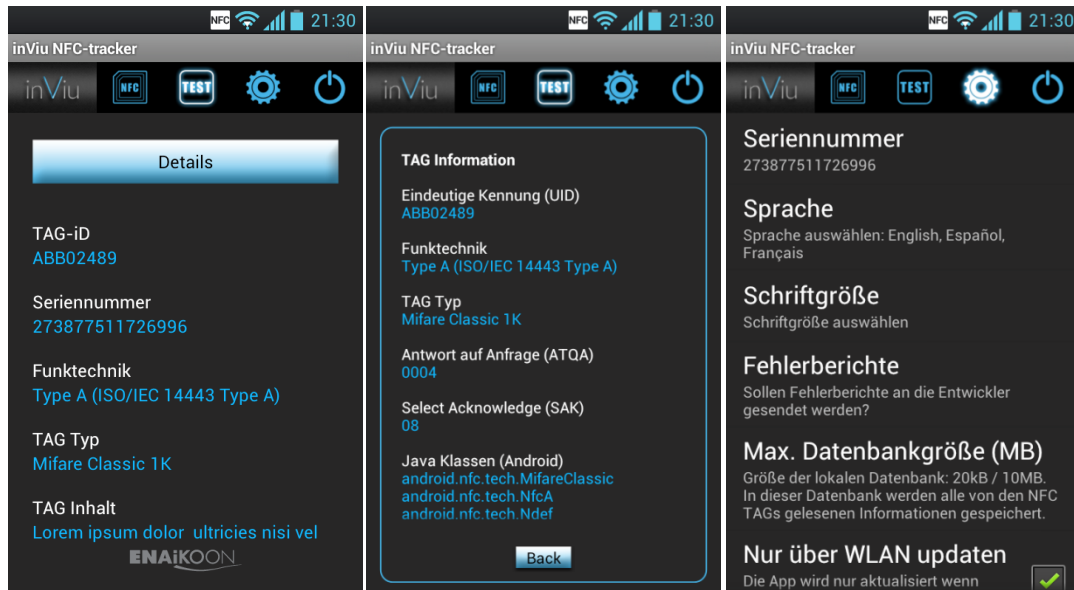 NFC 21:30
inViu NFC-tracker
inViu NFC TEST
Details
TAG-iD
ABB02489
Seriennummer
273877511726996
Funktechnik
Type A (ISO/IEC 14443 Type A)
TAG Typ
Mifare Classic 1K
TAG Inhalt
Lorem ipsum dolor ultricies nisi vel
ENAiKOON
NFC 21:30
inViu NFC-tracker
inViu NFC TEST
TAG Information
Eindeutige Kennung (UID)
ABB02489
Funktechnik
Type A (ISO/IEC 14443 Type A)
TAG Typ
Mifare Classic 1K
Antwort auf Anfrage (ATQA)
0004
Select Acknowledge (SAK)
08
Java Klassen (Android)
android.nfc.tech.MifareClassic
android.nfc.tech.NfcA
android.nfc.tech.Ndef
Back
NFC 21:30
inViu NFC-tracker
inViu NFC TEST
Seriennummer
273877511726996
Sprache
Sprache auswählen: English, Español,
Français
Schriftgröße
Schriftgröße auswählen
Fehlerberichte
Sollen Fehlerberichte an die Entwickler
gesendet werden?
Max. Datenbankgröße (MB)
Größe der lokalen Datenbank: 20kB / 10MB.
In dieser Datenbank werden alle von den NFC
TAGs gelesenen Informationen gespeichert.
Nur über WLAN updaten
Die App wird nur aktualisiert wenn